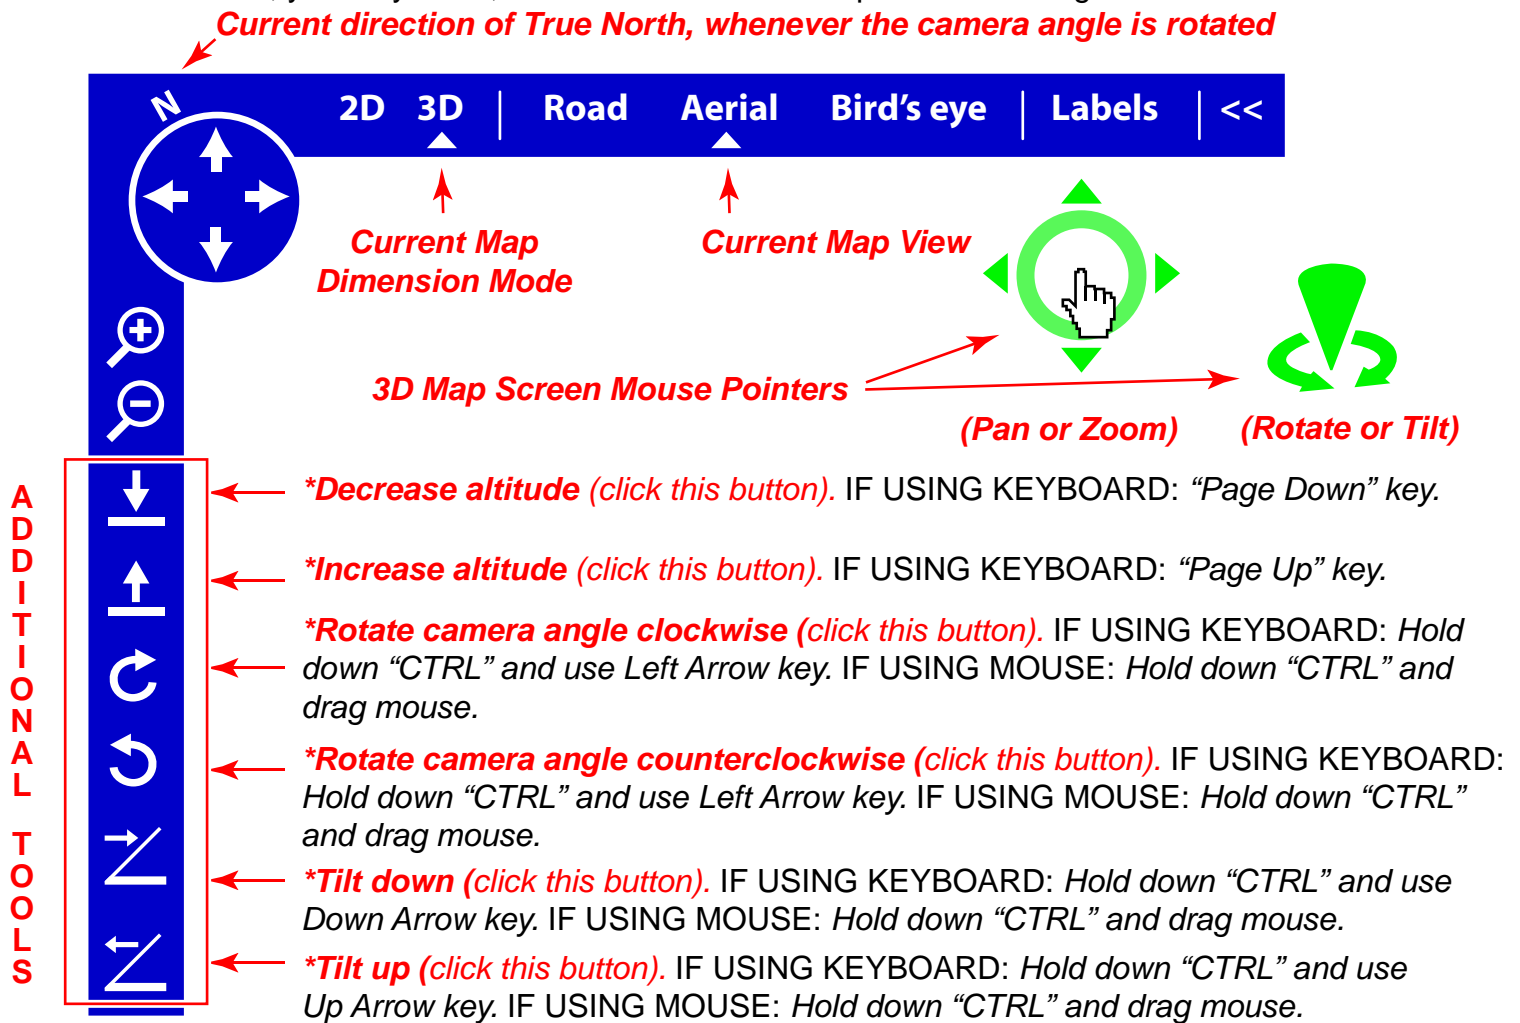 Current direction of True North, whenever the camera angle is rotated
N
2D 3D | Road Aerial Bird's eye | Labels | <<
Current Map
Dimension Mode
Current Map View
3D Map Screen Mouse Pointers
(Pan or Zoom) (Rotate or Tilt)
ADDITIONAL TOOLS
*Decrease altitude (click this button). IF USING KEYBOARD: “Page Down” key.
*Increase altitude (click this button). IF USING KEYBOARD: “Page Up” key.
*Rotate camera angle clockwise (click this button). IF USING KEYBOARD: Hold
down “CTRL” and use Left Arrow key. IF USING MOUSE: Hold down “CTRL” and
drag mouse.
*Rotate camera angle counterclockwise (click this button). IF USING KEYBOARD:
Hold down “CTRL” and use Left Arrow key. IF USING MOUSE: Hold down “CTRL”
and drag mouse.
*Tilt down (click this button). IF USING KEYBOARD: Hold down “CTRL” and use
Down Arrow key. IF USING MOUSE: Hold down “CTRL” and drag mouse.
*Tilt up (click this button). IF USING KEYBOARD: Hold down “CTRL” and use
Up Arrow key. IF USING MOUSE: Hold down “CTRL” and drag mouse.